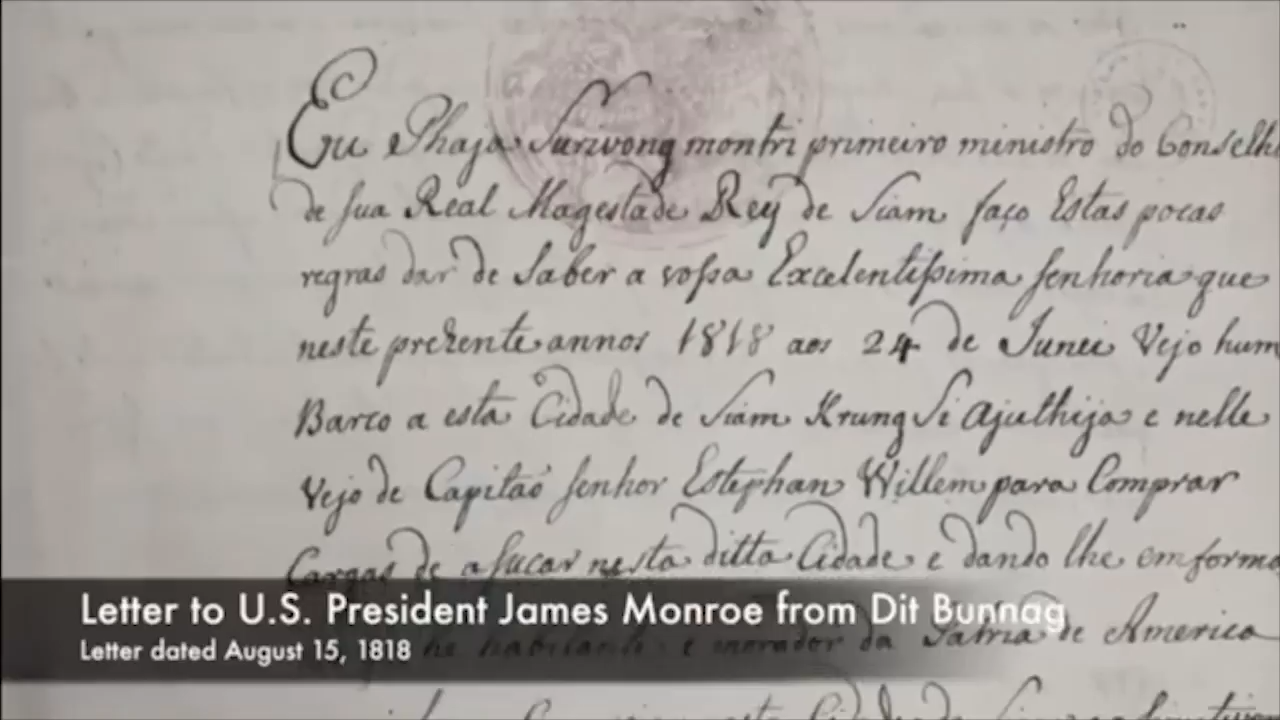 Eu Phaja Surivong montri primeiro ministro do Conselh
de sua Real Magestade Rey de Siam faço Estas pocas
regras dar de Saber a vossa Excelentissima senhoria que
neste prezente annos 1818 aos 24 de Junei Vejo hum
Barco a esta Cidade de Siam Krung Si Ajuthija e nelle
Vejo de Capitaõ senhor Estephan Willem para Comprar
Cargas de asucar nesta ditta Cidade e dando lhe emforma
Letter to U.S. President James Monroe from Dit Bunnag
he habitante e morador da Patria de America
Letter dated August 15, 1818